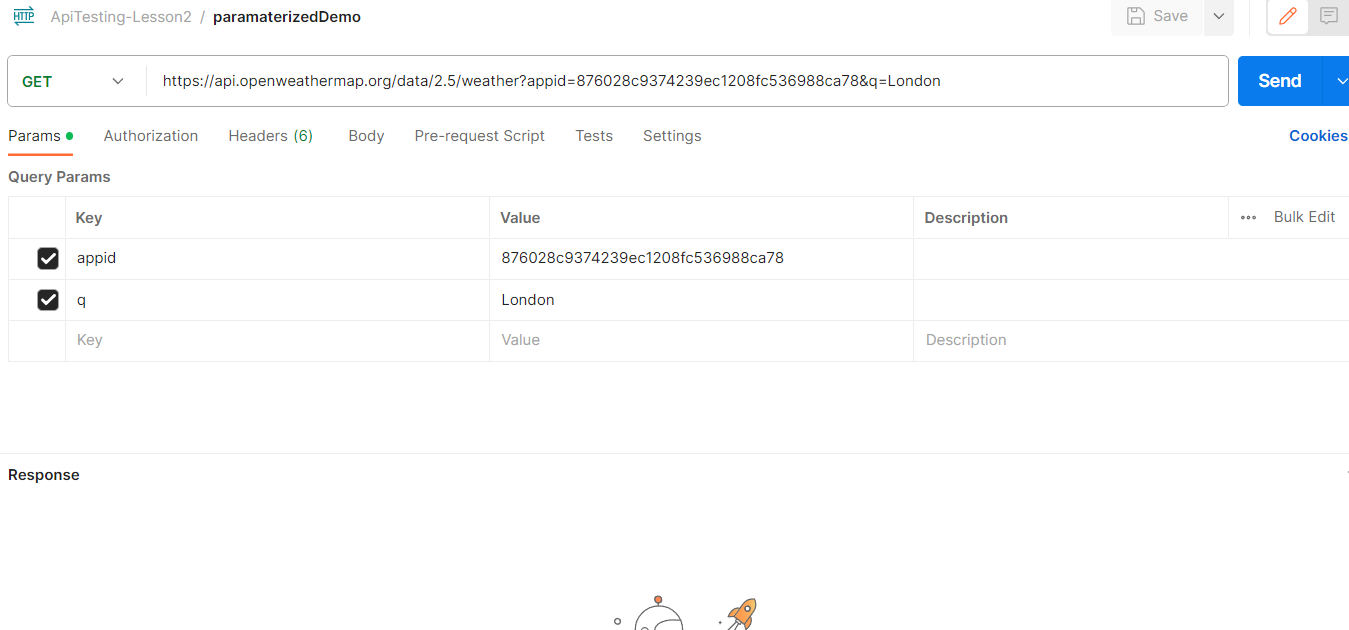 HTTP ApiTesting-Lesson2 / paramaterizedDemo Save
GET https://api.openweathermap.org/data/2.5/weather?appid=876028c9374239ec1208fc536988ca78&q=London Send
Params Authorization Headers (6) Body Pre-request Script Tests Settings Cookies
Query Params
Key Value Description Bulk Edit
appid 876028c9374239ec1208fc536988ca78
q London
Key Value Description
Response